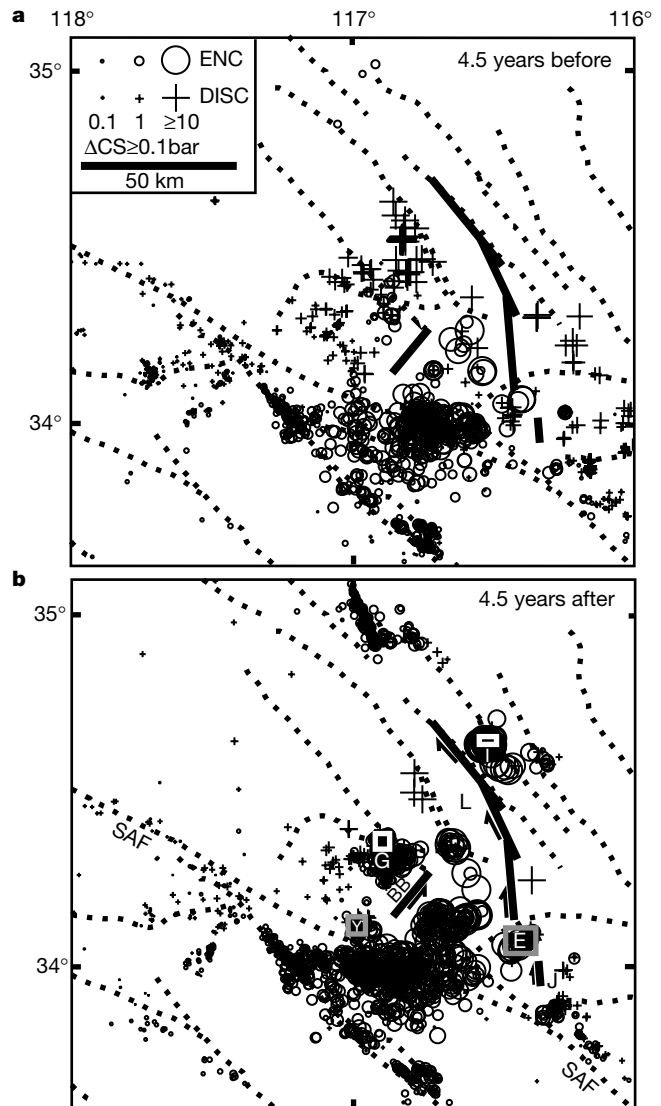 a
118° 117° 116°
35°
34°
ENC
DISC
0.1 1 ≥10
ΔCS≥0.1bar
50 km
4.5 years before
b
35°
34°
4.5 years after
L
SAF
G
BB
Y
E
J
SAF